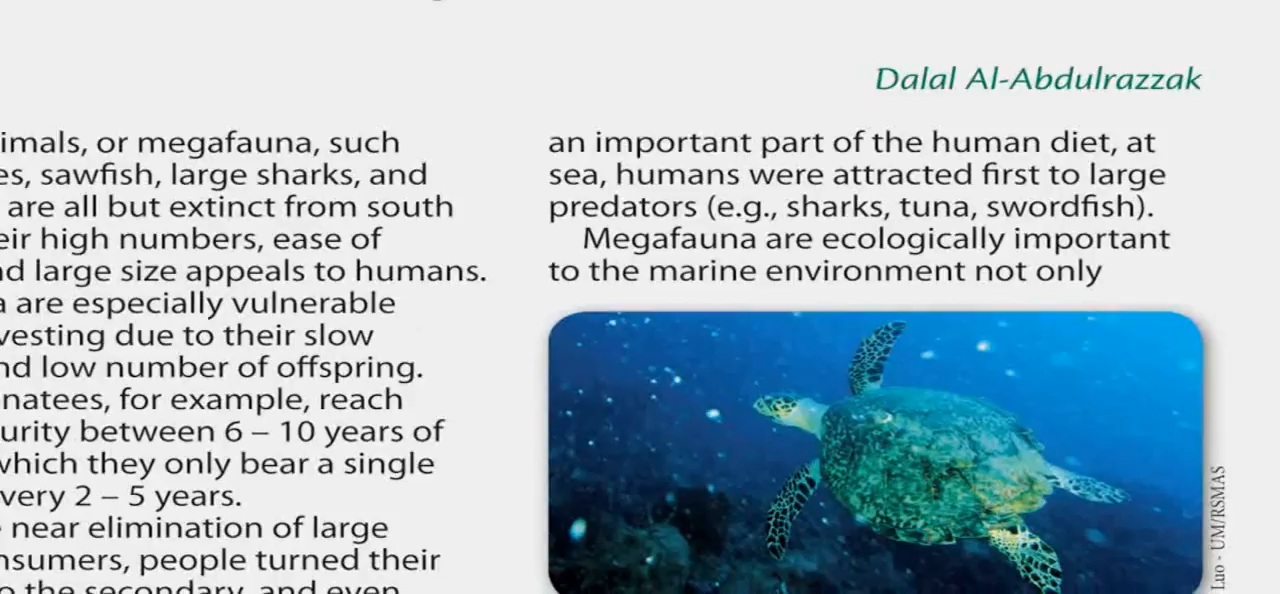 Dalal Al-Abdulrazzak
imals, or megafauna, such
es, sawfish, large sharks, and
are all but extinct from south
eir high numbers, ease of
nd large size appeals to humans.
a are especially vulnerable
vesting due to their slow
nd low number of offspring.
natees, for example, reach
urity between 6 – 10 years of
which they only bear a single
very 2 – 5 years.
near elimination of large
nsumers, people turned their
o the secondary, and even
an important part of the human diet, at
sea, humans were attracted first to large
predators (e.g., sharks, tuna, swordfish).
Megafauna are ecologically important
to the marine environment not only
Luo - UM/RSMAS